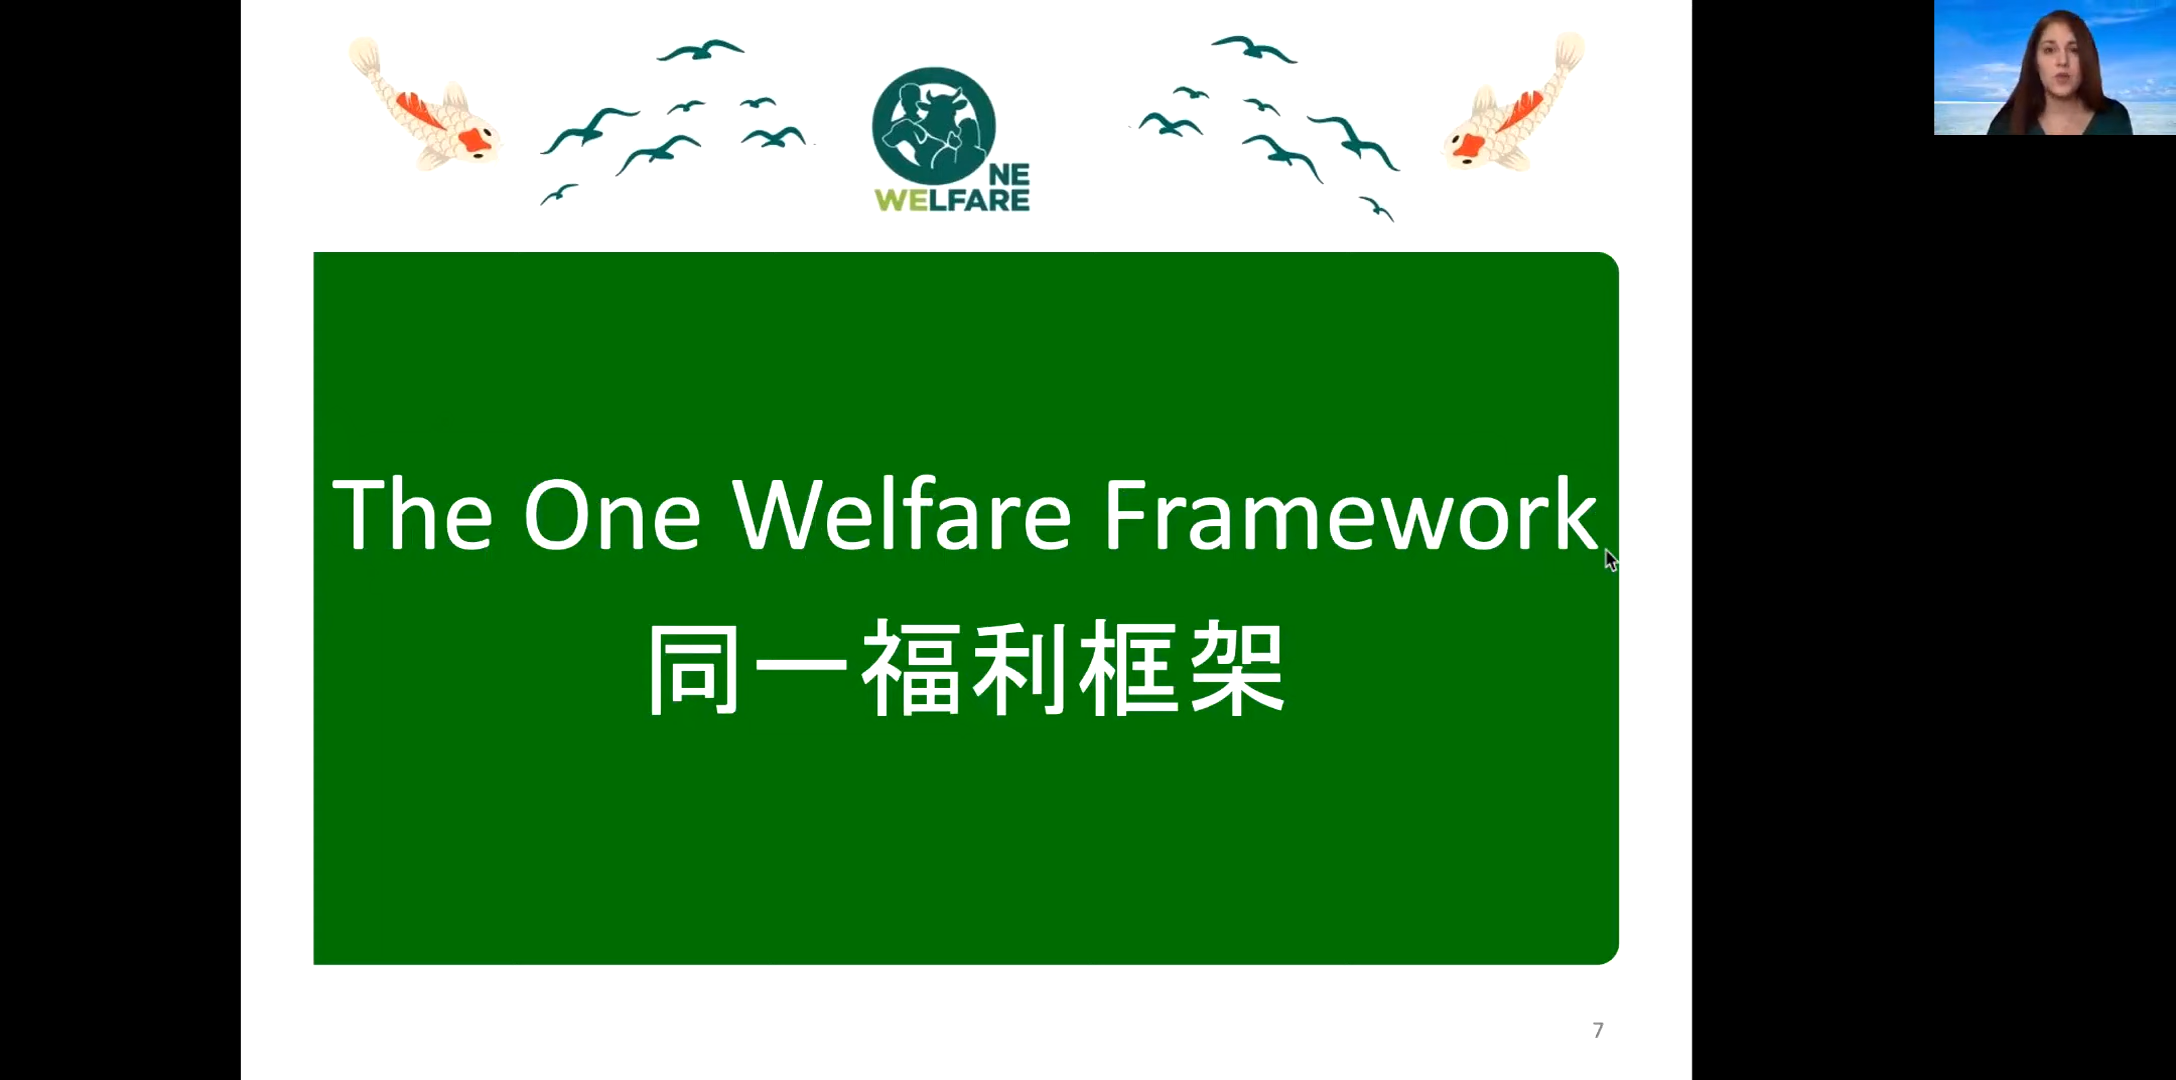 ONE
WELFARE
The One Welfare Framework
同一福利框架
7